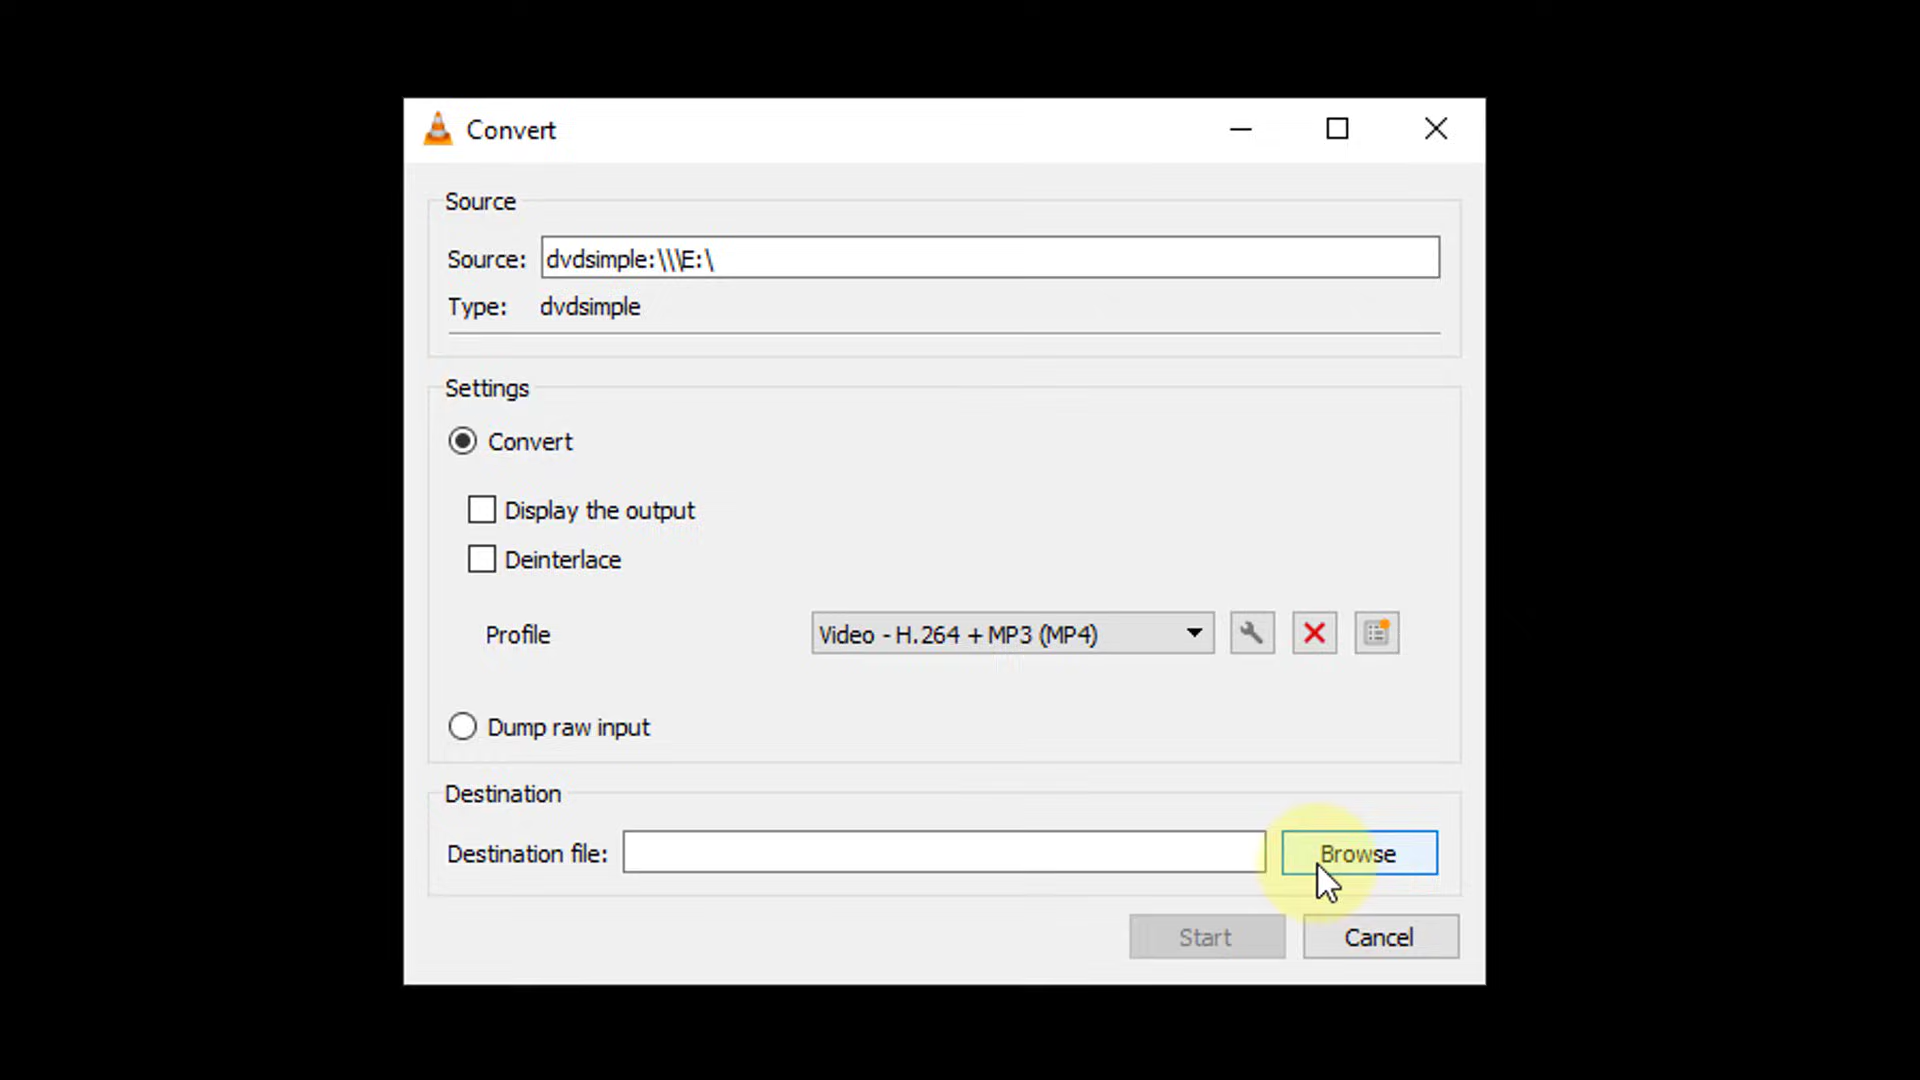 Convert
Source
Source: dvdsimple:\\\E:\
Type: dvdsimple
Settings
Convert
Display the output
Deinterlace
Profile Video - H.264 + MP3 (MP4)
Dump raw input
Destination
Destination file: Browse
Start Cancel